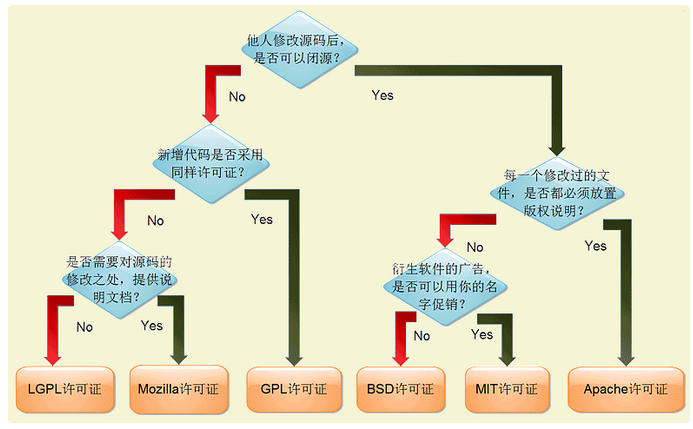 他人修改源码后，
是否可以闭源？
No
Yes
新增代码是否采用
同样许可证？
每一个修改过的文
件，是否都必须放置
版权说明？
No
Yes
No
Yes
是否需要对源码的
修改之处，提供说
明文档？
衍生软件的广告，
是否可以用你的名
字促销？
No
Yes
No
Yes
LGPL许可证
Mozilla许可证
GPL许可证
BSD许可证
MIT许可证
Apache许可证